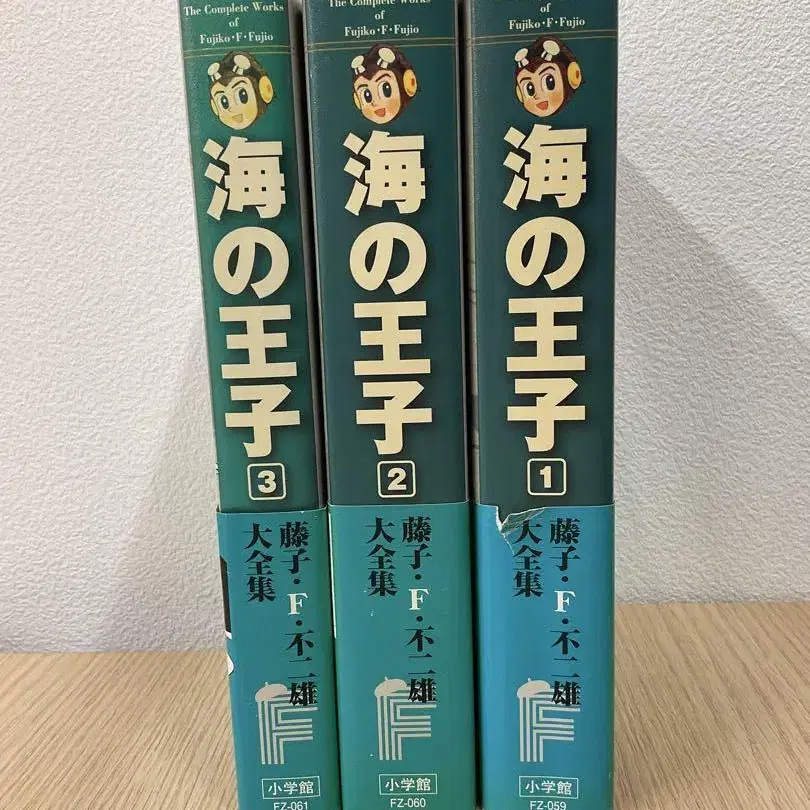 The Complete Works
of
Fujiko・F・Fujio
海の王子
3
藤子・F・不二雄
大全集
F
小学館
FZ-061
The Complete Works
of
Fujiko・F・Fujio
海の王子
2
藤子・F・不二雄
大全集
F
小学館
FZ-060
of
Fujiko・F・Fujio
海の王子
1
藤子・F・不二雄
大全集
F
小学館
FZ-059